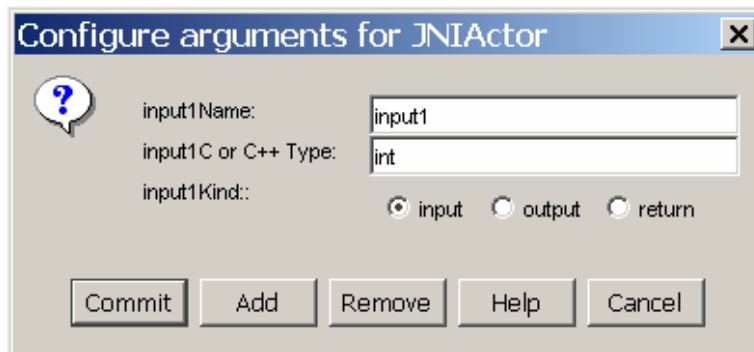 Configure arguments for JNIActor
?
input1Name: input1
input1C or C++ Type: int
input1Kind:: input output return
Commit Add Remove Help Cancel